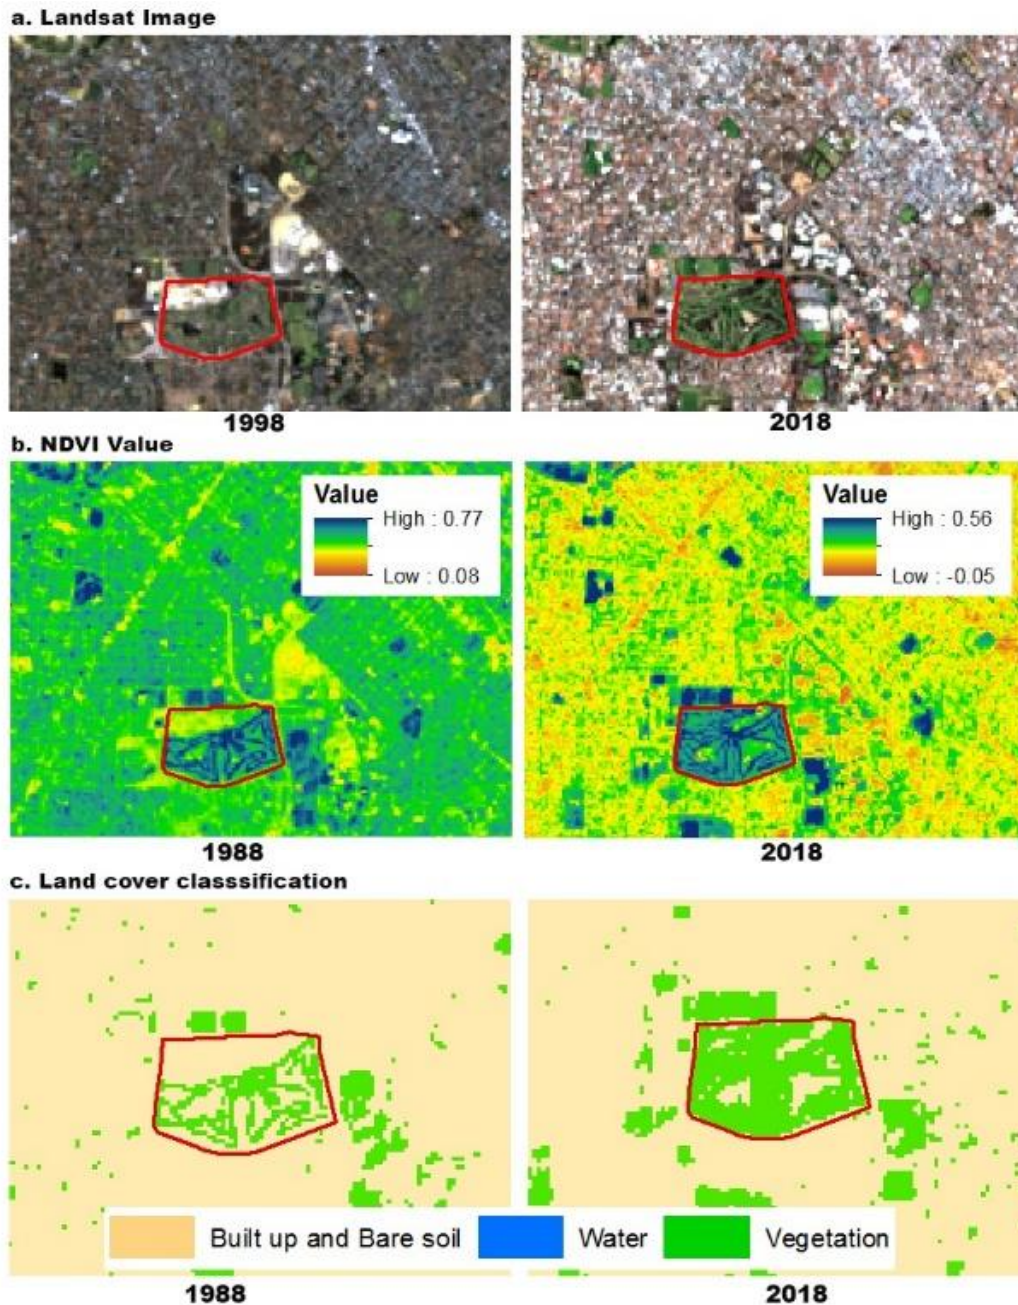 a. Landsat Image
1998 2018
b. NDVI Value
Value
High : 0.77
Low : 0.08
Value
High : 0.56
Low : -0.05
1988 2018
c. Land cover classsification
Built up and Bare soil Water Vegetation
1988 2018